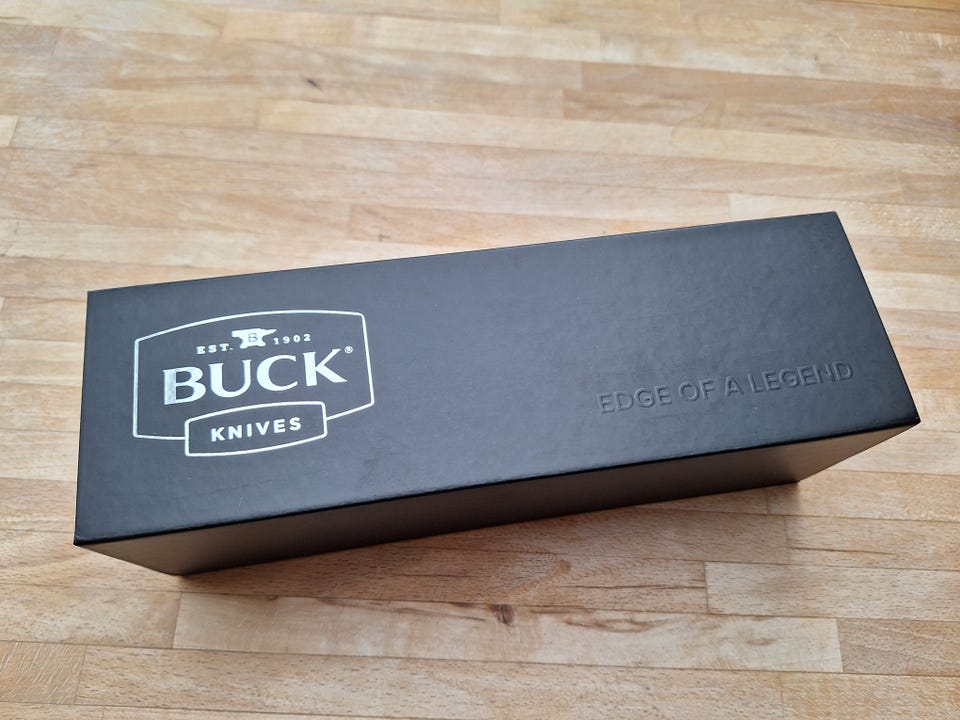 EST. B 1902
BUCK®
KNIVES
EDGE OF A LEGEND